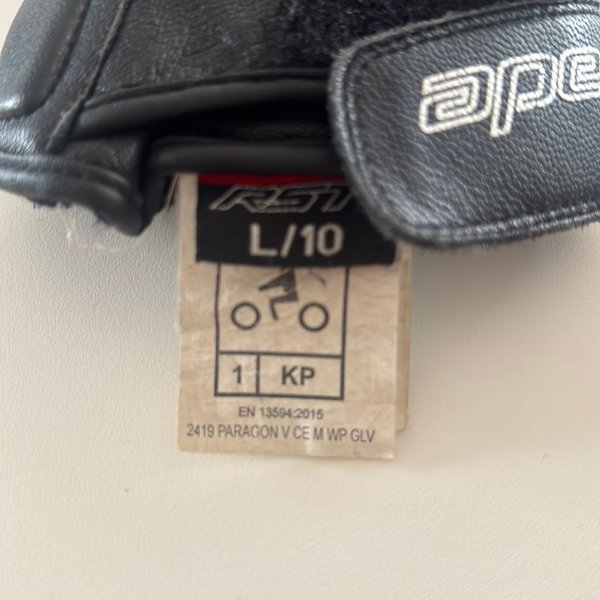 ape
RST
L/10
1 KP
EN 13594:2015
2419 PARAGON V CE M WP GLV